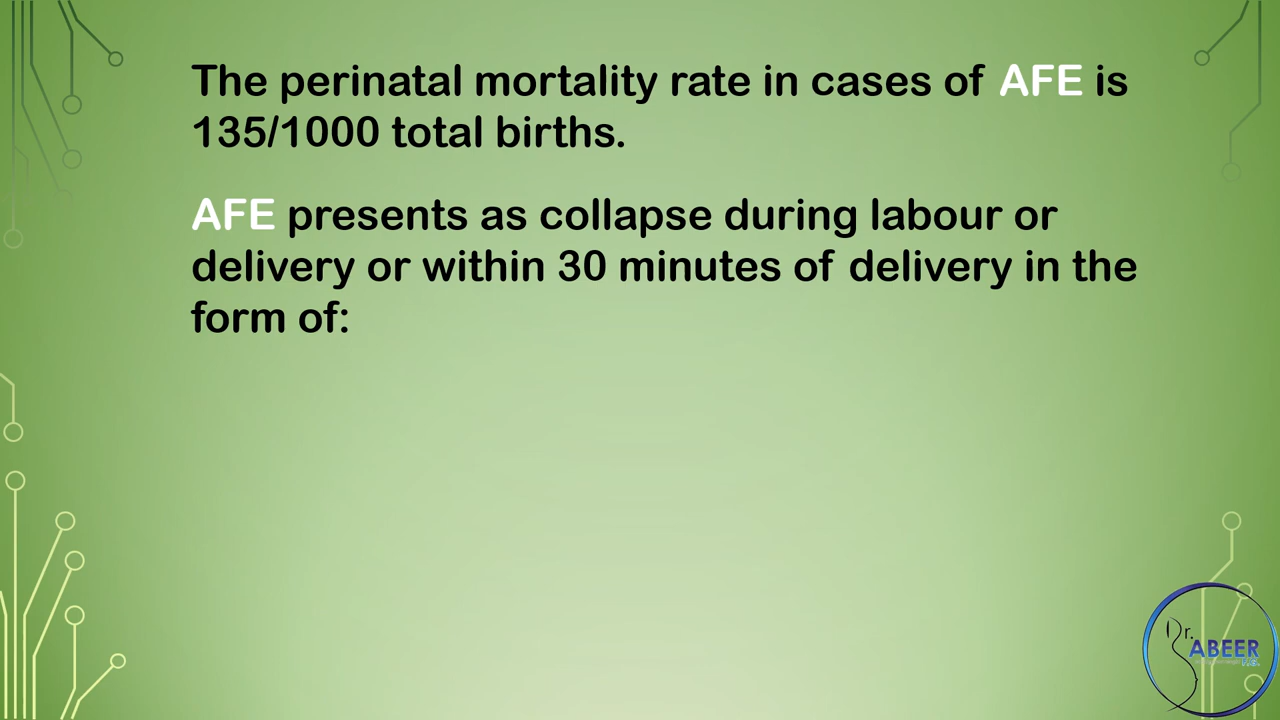 The perinatal mortality rate in cases of AFE is
135/1000 total births.
AFE presents as collapse during labour or
delivery or within 30 minutes of delivery in the
form of:
Dr.
ABEER